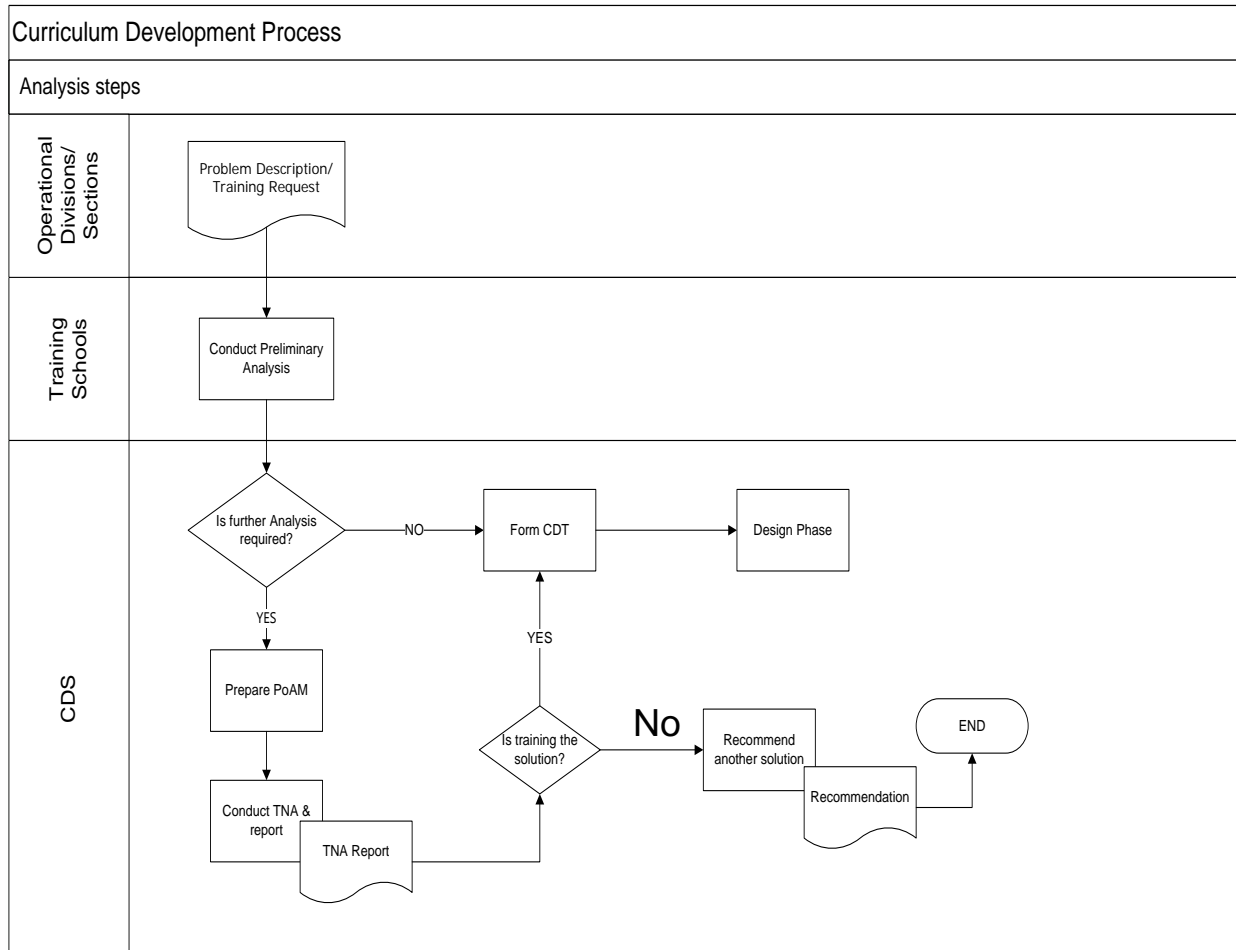 Curriculum Development Process
Analysis steps
Operational
Divisions/
Sections
Problem Description/
Training Request
Training
Schools
Conduct Preliminary
Analysis
CDS
Is further Analysis
required?
NO
Form CDT
Design Phase
YES
YES
Prepare PoAM
Is training the
solution?
No
Recommend
another solution
END
Recommendation
Conduct TNA &
report
TNA Report